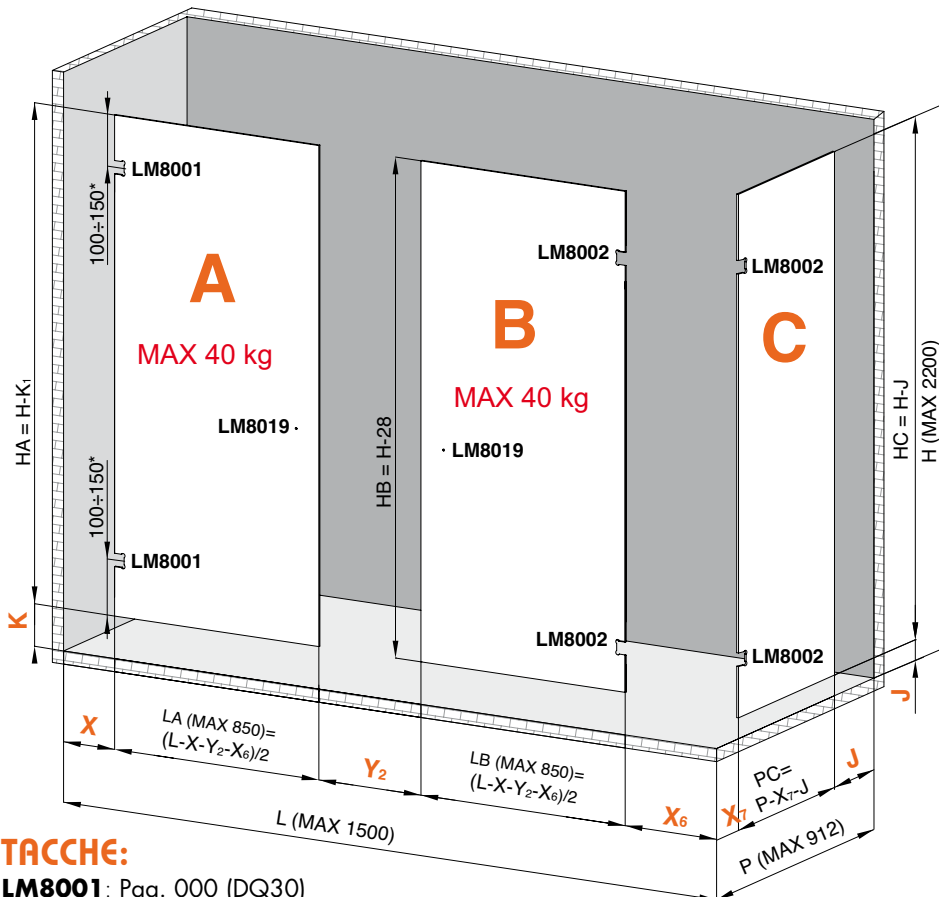 LM8001
LM8002
LM8002
100÷150*
A
B
C
MAX 40 kg
MAX 40 kg
HA = H-K1
HB = H-28
HC = H-J
H (MAX 2200)
LM8019
LM8019
100÷150*
LM8001
LM8002
LM8002
K
J
X
LA (MAX 850)=
(L-X-Y2-X6)/2
Y2
LB (MAX 850)=
(L-X-Y2-X6)/2
X6
X7
PC=
P-X7-J
J
L (MAX 1500)
P (MAX 912)
TACCHE:
LM8001: Pag. 000 (DQ30)